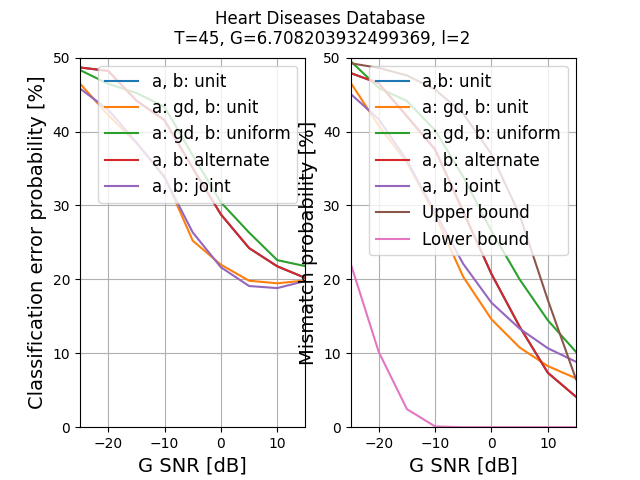 Heart Diseases Database
T=45, G=6.708203932499369, l=2
Classification error probability [%]
50
40
30
20
10
0
a, b: unit
a: gd, b: unit
a: gd, b: uniform
a, b: alternate
a, b: joint
−20
−10
0
10
G SNR [dB]
Mismatch probability [%]
50
40
30
20
10
0
a,b: unit
a: gd, b: unit
a: gd, b: uniform
a, b: alternate
a, b: joint
Upper bound
Lower bound
−20
−10
0
10
G SNR [dB]